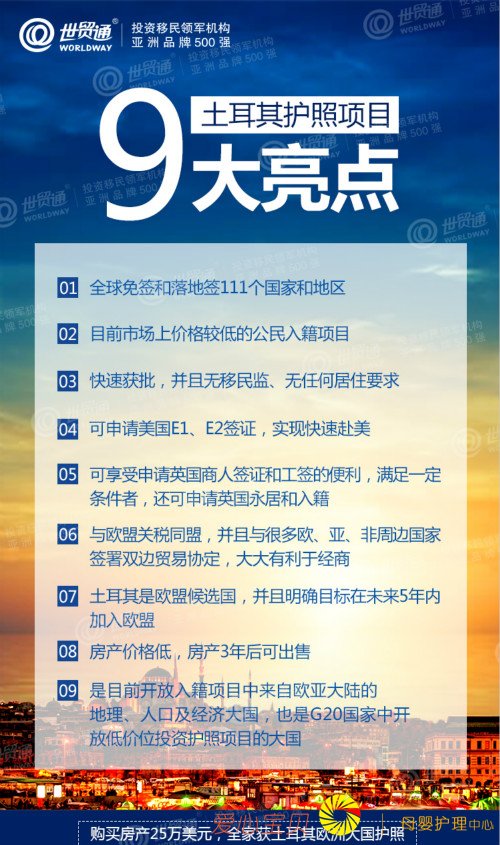 世贸通®
WORLDWAY
投资移民领军机构
亚洲品牌500强
9
土耳其护照项目
大亮点
01 全球免签和落地签111个国家和地区
02 目前市场上价格较低的公民入籍项目
03 快速获批，并且无移民监、无任何居住要求
04 可申请美国E1、E2签证，实现快速赴美
05 可享受申请英国商人签证和工签的便利，满足一定
条件者，还可申请英国永居和入籍
06 与欧盟关税同盟，并且与很多欧、亚、非周边国家
签署双边贸易协定，大大有利于经商
07 土耳其是欧盟候选国，并且明确目标在未来5年内
加入欧盟
08 房产价格低，房产3年后可出售
09 是目前开放入籍项目中来自欧亚大陆的
地理、人口及经济大国，也是G20国家中开
放低价位投资护照项目的大国
爱心宝贝
母婴护理中心
购买房产25万美元，全家获土耳其欧洲大国护照